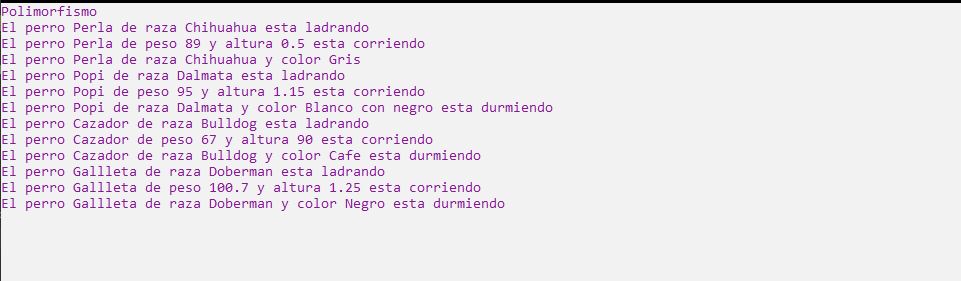 Polimorfismo
El perro Perla de raza Chihuahua esta ladrando
El perro Perla de peso 89 y altura 0.5 esta corriendo
El perro Perla de raza Chihuahua y color Gris
El perro Popi de raza Dalmata esta ladrando
El perro Popi de peso 95 y altura 1.15 esta corriendo
El perro Popi de raza Dalmata y color Blanco con negro esta durmiendo
El perro Cazador de raza Bulldog esta ladrando
El perro Cazador de peso 67 y altura 90 esta corriendo
El perro Cazador de raza Bulldog y color Cafe esta durmiendo
El perro Gallleta de raza Doberman esta ladrando
El perro Gallleta de peso 100.7 y altura 1.25 esta corriendo
El perro Gallleta de raza Doberman y color Negro esta durmiendo